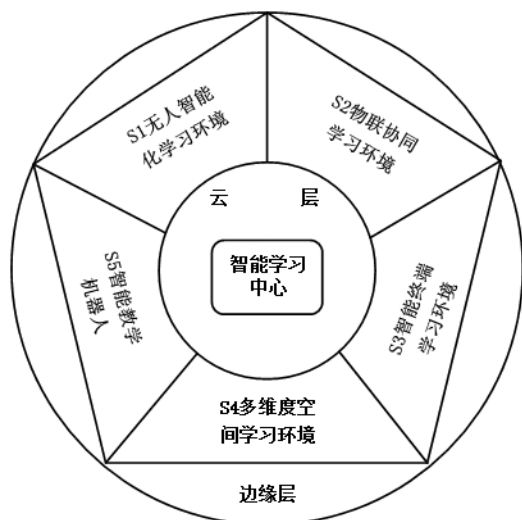 S1无人智能
化学习环境
S2物联协同
学习环境
云 层
智能学习
中心
S5智能教学
机器人
S3智能终端
学习环境
S4多维度空
间学习环境
边缘层